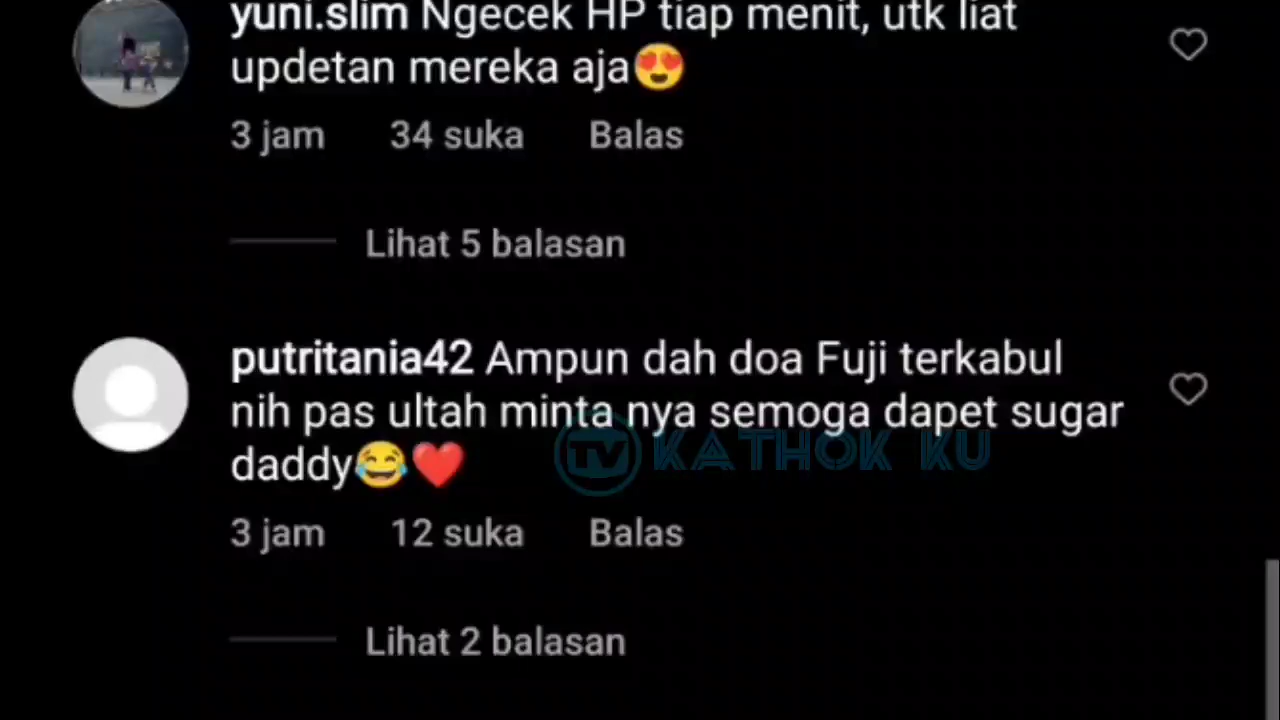 yuni.slim Ngecek HP tiap menit, utk liat
updetan mereka aja😍
3 jam 34 suka Balas
Lihat 5 balasan
putritania42 Ampun dah doa Fuji terkabul
nih pas ultah minta nya semoga dapet sugar
daddy😂❤️
TV KATHOK KU
3 jam 12 suka Balas
Lihat 2 balasan